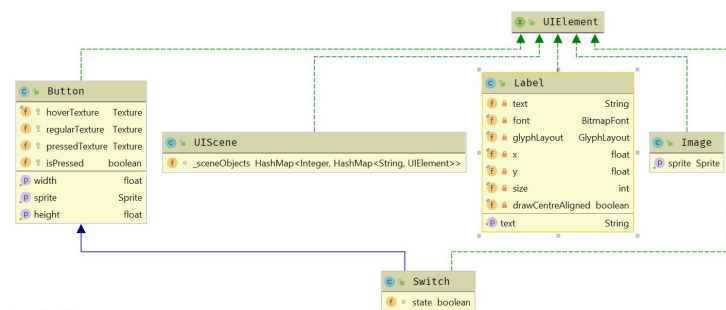 UIElement
Button
hoverTexture Texture
regularTexture Texture
pressedTexture Texture
isPressed boolean
width float
sprite Sprite
height float
UIScene
_sceneObjects HashMap<Integer, HashMap<String, UIElement>>
Label
text String
font BitmapFont
glyphLayout GlyphLayout
x float
y float
size int
drawCentreAligned boolean
text String
Image
sprite Sprite
Switch
state boolean